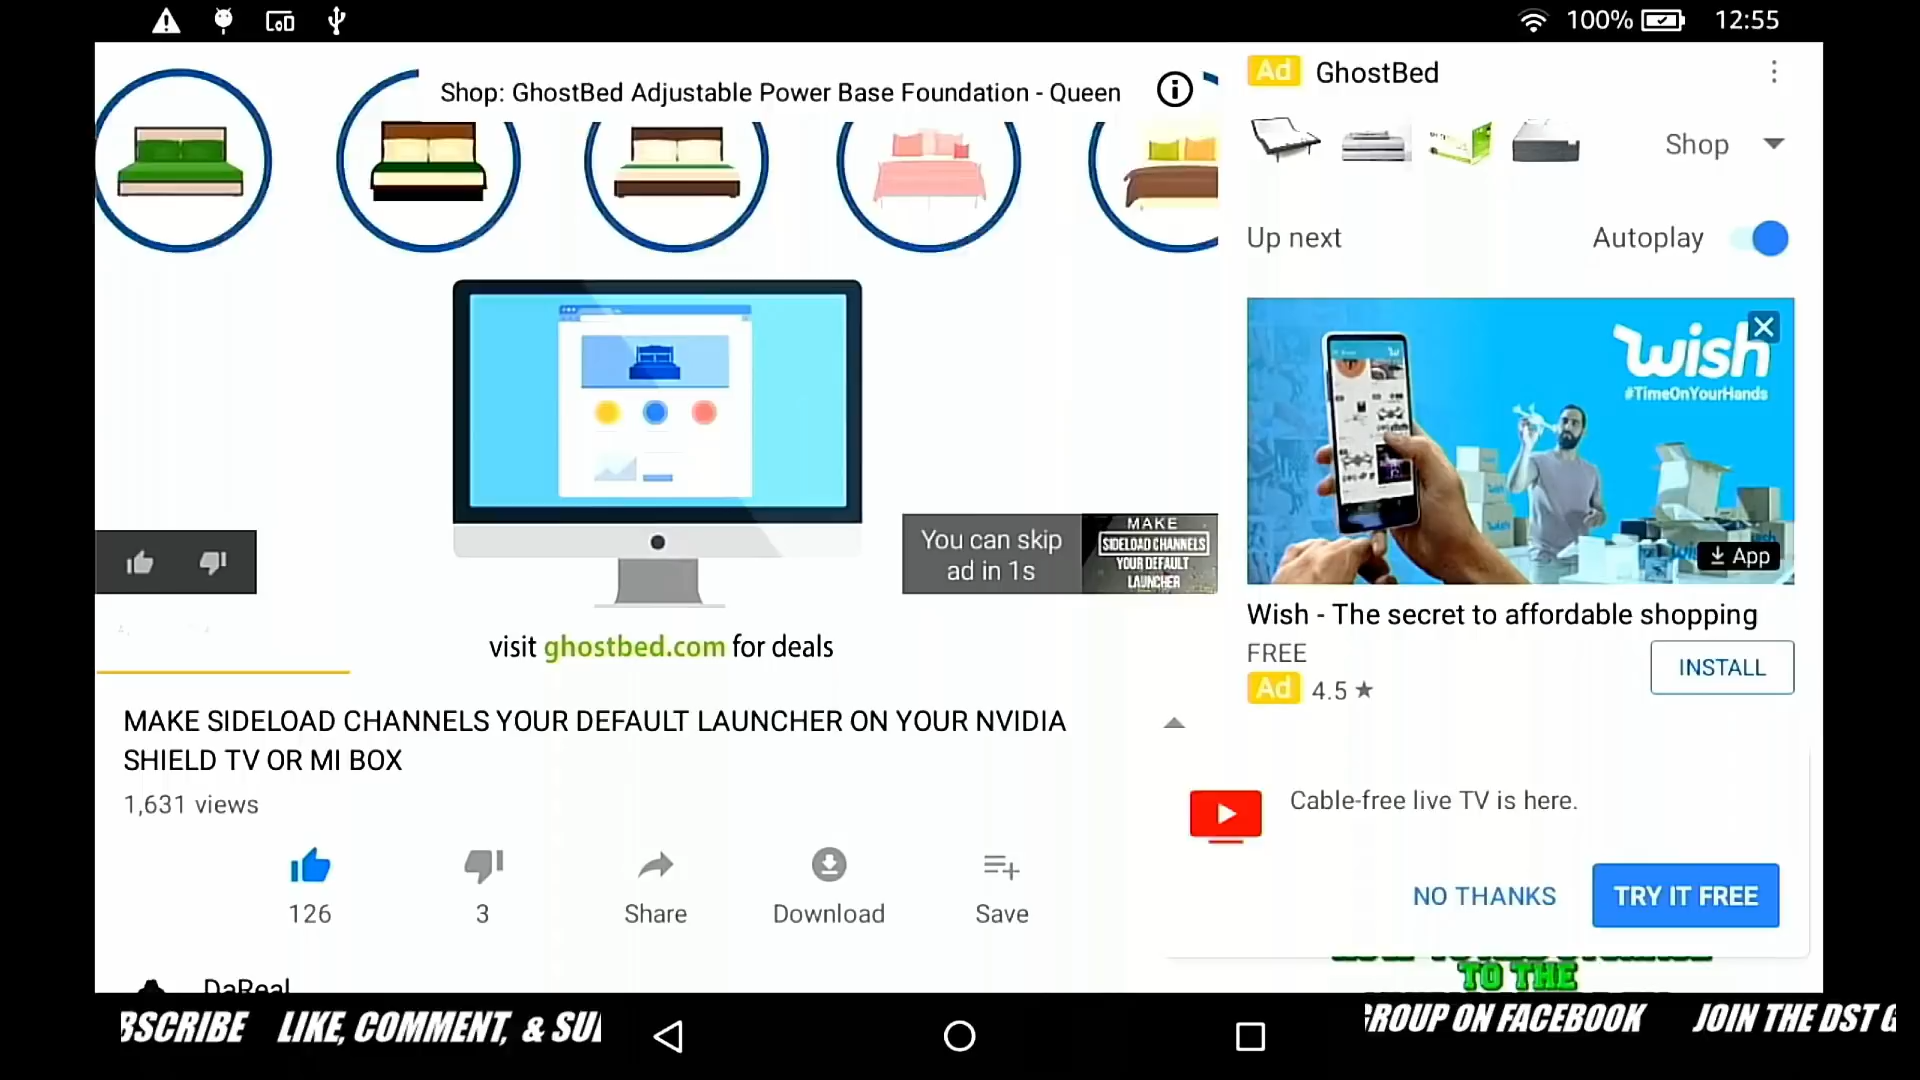 100% 12:55
Shop: GhostBed Adjustable Power Base Foundation - Queen
Ad GhostBed
Shop
Up next
Autoplay
wish
#TimeOnYourHands
App
You can skip
ad in 1s
MAKE
SIDELOAD CHANNELS
YOUR DEFAULT
LAUNCHER
visit ghostbed.com for deals
Wish - The secret to affordable shopping
FREE
Ad 4.5 ★
INSTALL
MAKE SIDELOAD CHANNELS YOUR DEFAULT LAUNCHER ON YOUR NVIDIA
SHIELD TV OR MI BOX
1,631 views
126
3
Share
Download
Save
Cable-free live TV is here.
NO THANKS
TRY IT FREE
DaReal
TO THE
BSCRIBE LIKE, COMMENT, & SU
GROUP ON FACEBOOK JOIN THE DST G